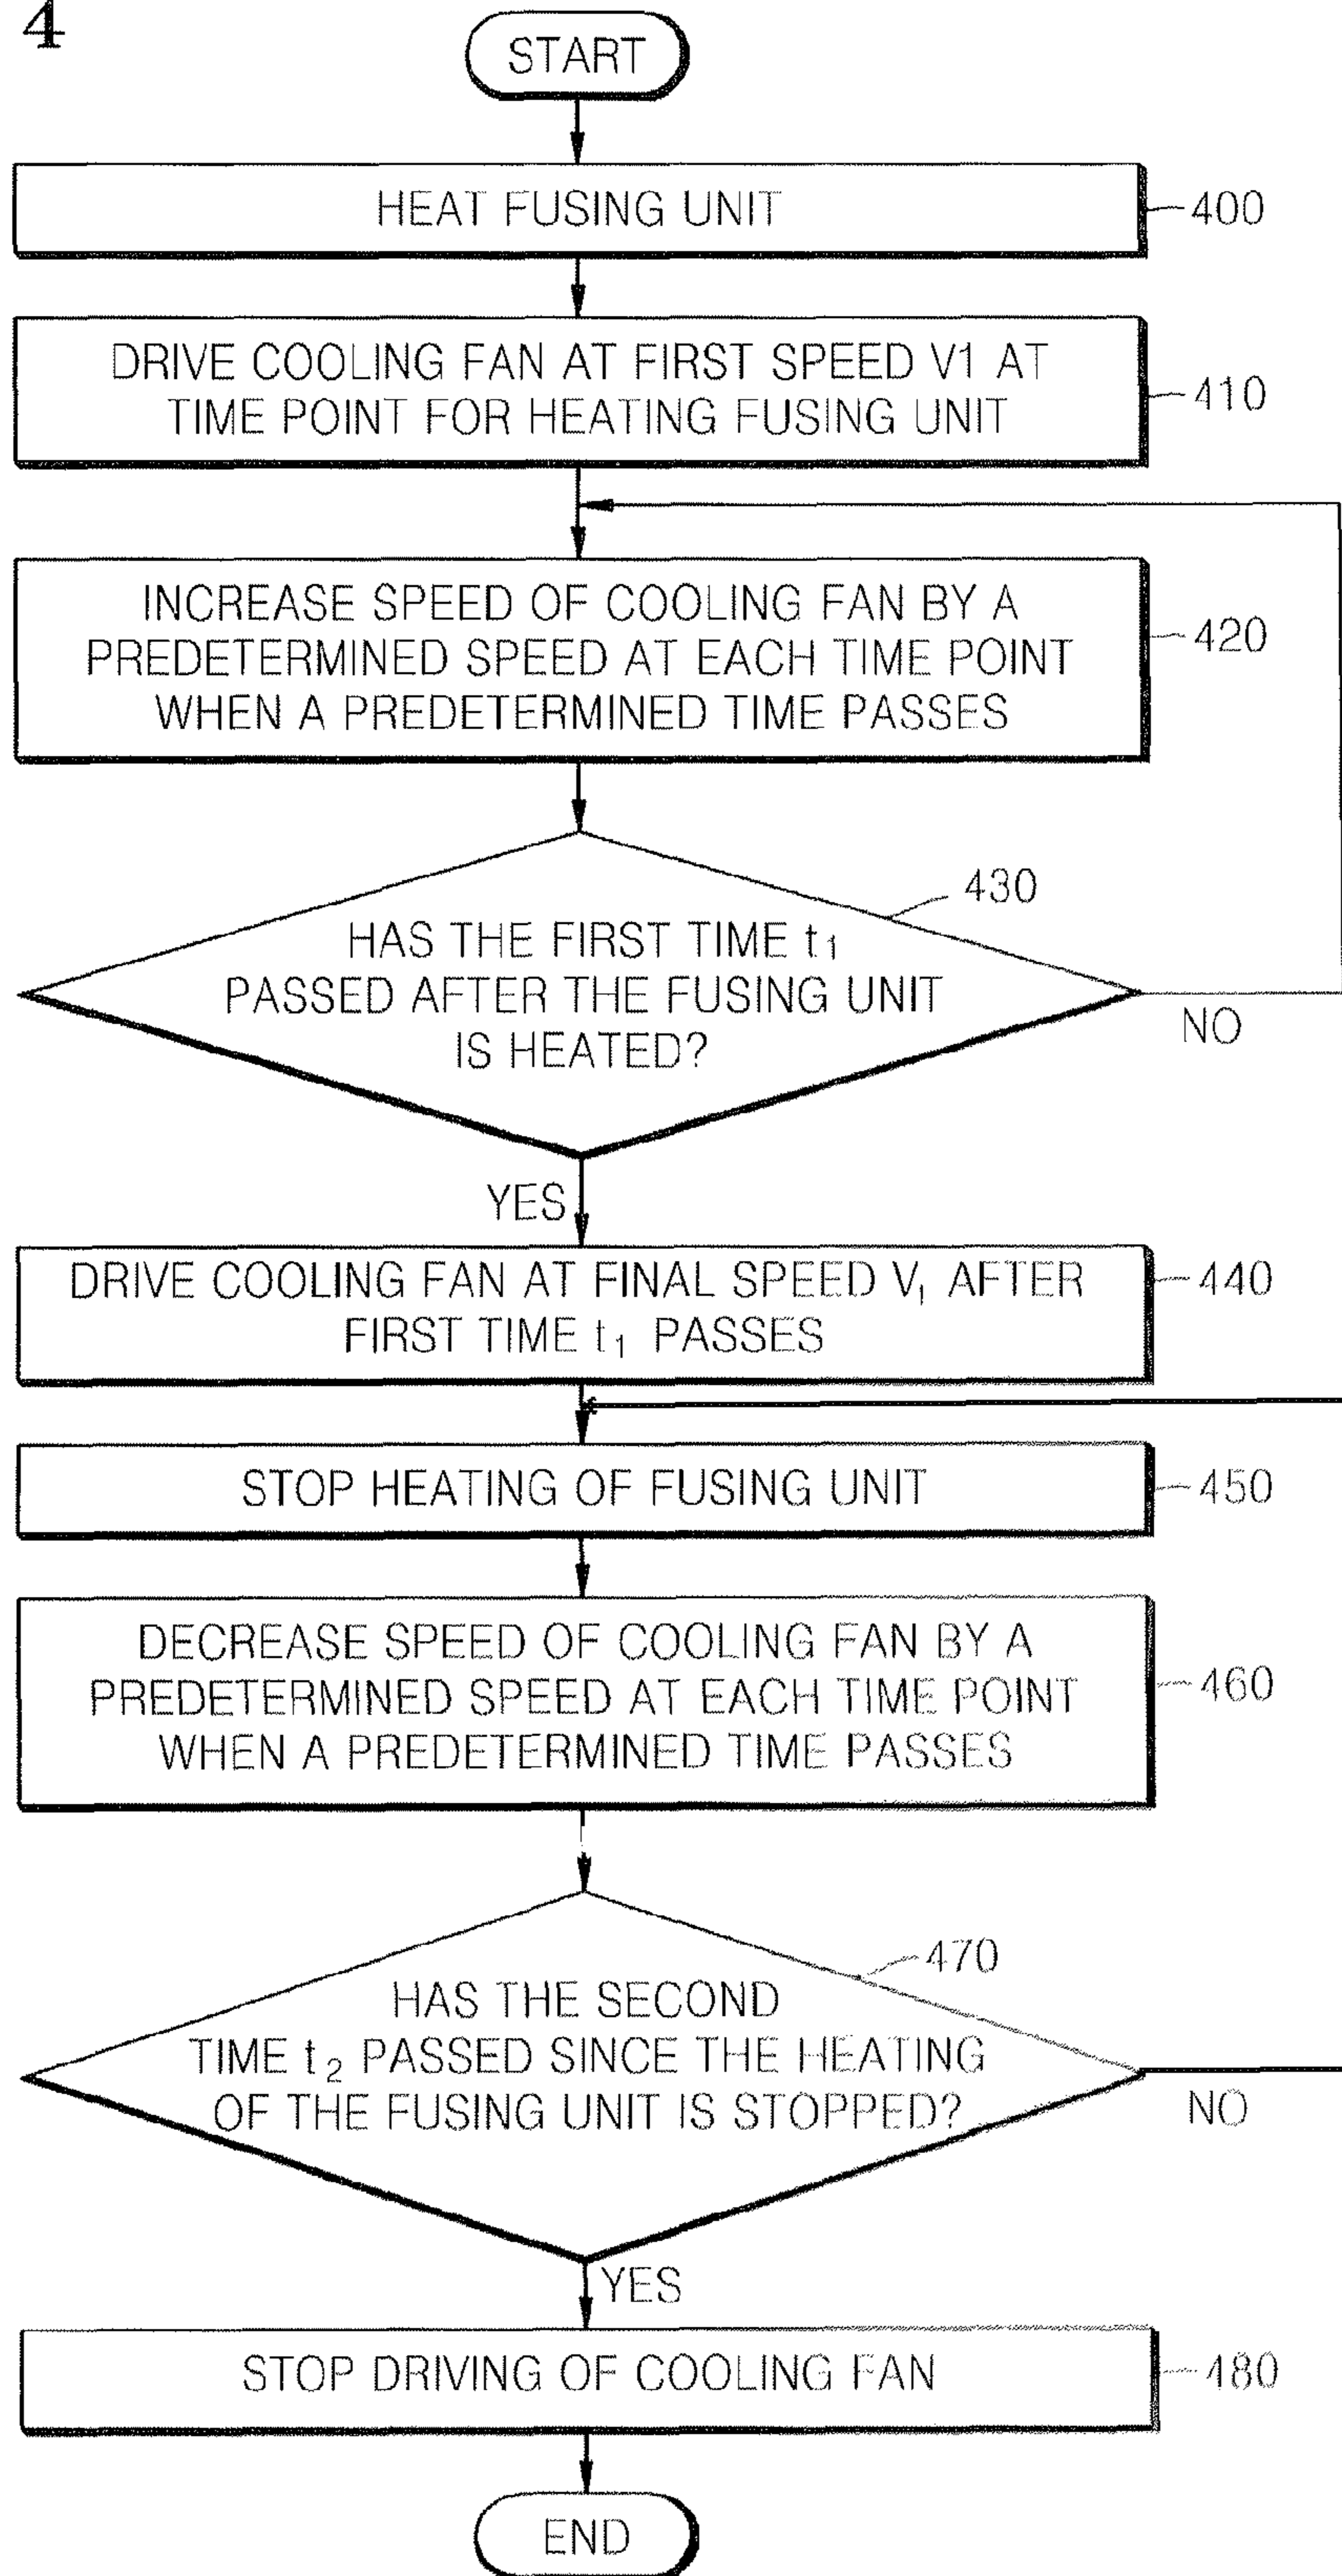 4
START
HEAT FUSING UNIT
400
DRIVE COOLING FAN AT FIRST SPEED V1 AT
TIME POINT FOR HEATING FUSING UNIT
410
INCREASE SPEED OF COOLING FAN BY A
PREDETERMINED SPEED AT EACH TIME POINT
WHEN A PREDETERMINED TIME PASSES
420
430
HAS THE FIRST TIME t₁
PASSED AFTER THE FUSING UNIT
IS HEATED?
NO
YES
DRIVE COOLING FAN AT FINAL SPEED Vₗ AFTER
FIRST TIME t₁ PASSES
440
STOP HEATING OF FUSING UNIT
450
DECREASE SPEED OF COOLING FAN BY A
PREDETERMINED SPEED AT EACH TIME POINT
WHEN A PREDETERMINED TIME PASSES
460
470
HAS THE SECOND
TIME t₂ PASSED SINCE THE HEATING
OF THE FUSING UNIT IS STOPPED?
NO
YES
STOP DRIVING OF COOLING FAN
480
END